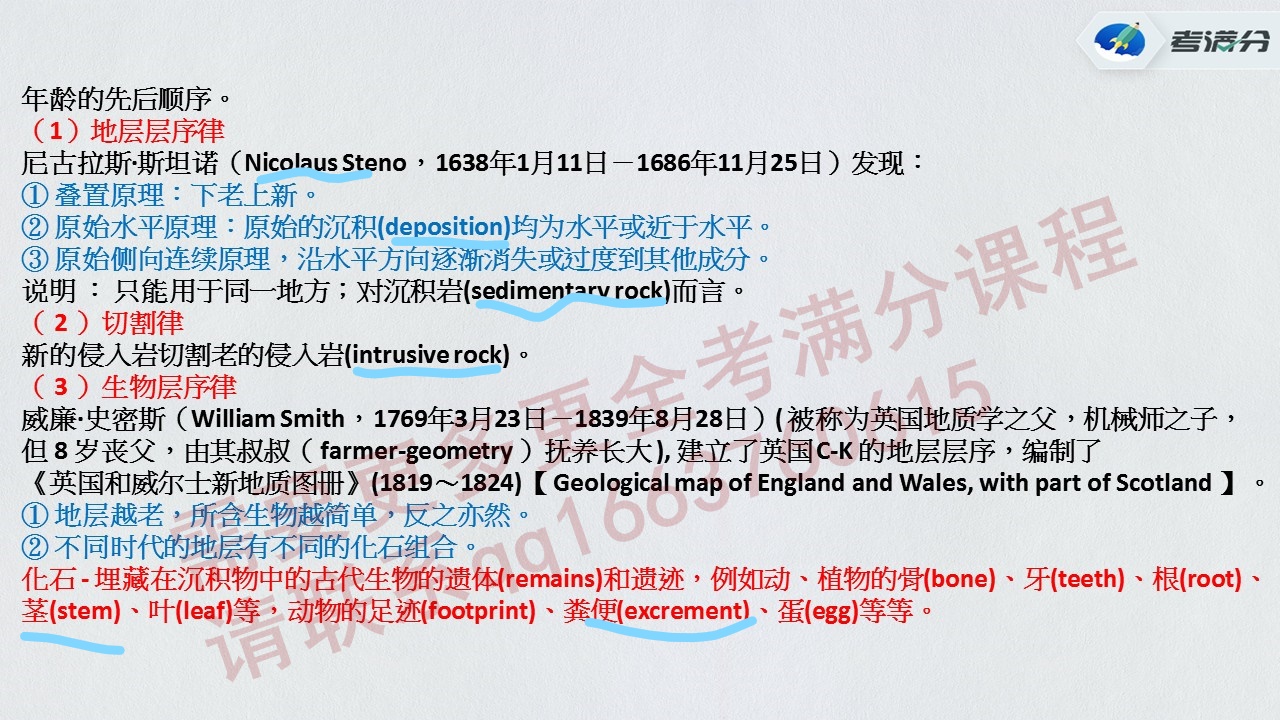 考满分
年龄的先后顺序。
（1）地层层序律
尼古拉斯·斯坦诺（Nicolaus Steno，1638年1月11日－1686年11月25日）发现：
① 叠置原理：下老上新。
② 原始水平原理：原始的沉积(deposition)均为水平或近于水平。
③ 原始侧向连续原理，沿水平方向逐渐消失或过度到其他成分。
说明 ： 只能用于同一地方；对沉积岩(sedimentary rock)而言。
（ 2 ）切割律
新的侵入岩切割老的侵入岩(intrusive rock)。
（ 3 ）生物层序律
威廉·史密斯（William Smith，1769年3月23日－1839年8月28日）( 被称为英国地质学之父，机械师之子，
但 8 岁丧父，由其叔叔（ farmer-geometry ）抚养长大 ), 建立了英国 C-K 的地层层序，编制了
《英国和威尔士新地质图册》(1819～1824)【 Geological map of England and Wales, with part of Scotland 】 。
① 地层越老，所含生物越简单，反之亦然。
② 不同时代的地层有不同的化石组合。
化石 - 埋藏在沉积物中的古代生物的遗体(remains)和遗迹，例如动、植物的骨(bone)、牙(teeth)、根(root)、
茎(stem)、叶(leaf)等，动物的足迹(footprint)、粪便(excrement)、蛋(egg)等等。
需要更多更全考满分课程